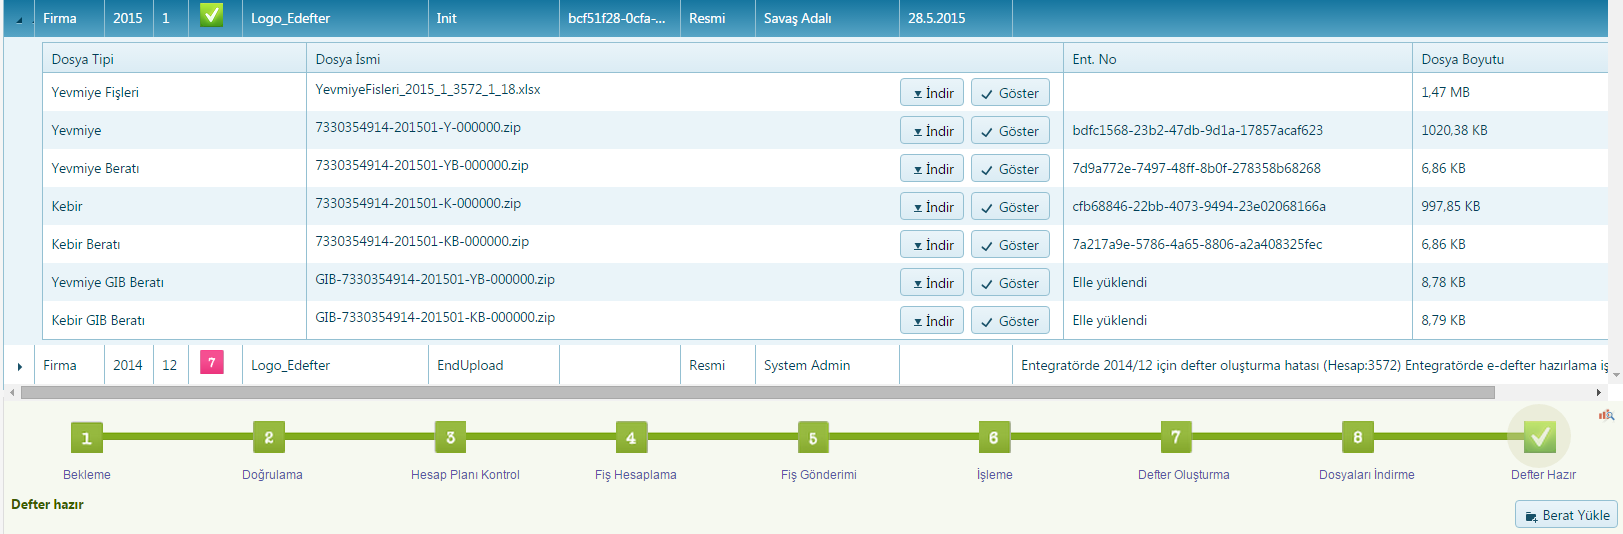 Firma 2015 1 Logo_Edefter Init bcf51f28-0cfa-... Resmi Savaş Adalı 28.5.2015
Dosya Tipi Dosya İsmi Ent. No Dosya Boyutu
Yevmiye Fişleri YevmiyeFisleri_2015_1_3572_1_18.xlsx İndir Göster 1,47 MB
Yevmiye 7330354914-201501-Y-000000.zip İndir Göster bdfc1568-23b2-47db-9d1a-17857acaf623 1020,38 KB
Yevmiye Beratı 7330354914-201501-YB-000000.zip İndir Göster 7d9a772e-7497-48ff-8b0f-278358b68268 6,86 KB
Kebir 7330354914-201501-K-000000.zip İndir Göster cfb68846-22bb-4073-9494-23e02068166a 997,85 KB
Kebir Beratı 7330354914-201501-KB-000000.zip İndir Göster 7a217a9e-5786-4a65-8806-a2a408325fec 6,86 KB
Yevmiye GIB Beratı GIB-7330354914-201501-YB-000000.zip İndir Göster Elle yüklendi 8,78 KB
Kebir GIB Beratı GIB-7330354914-201501-KB-000000.zip İndir Göster Elle yüklendi 8,79 KB
Firma 2014 12 7 Logo_Edefter EndUpload Resmi System Admin Entegratörde 2014/12 için defter oluşturma hatası (Hesap:3572) Entegratörde e-defter hazırlama iş
1 2 3 4 5 6 7 8
Bekleme Doğrulama Hesap Planı Kontrol Fiş Hesaplama Fiş Gönderimi İşleme Defter Oluşturma Dosyaları İndirme Defter Hazır
Defter hazır
Berat Yükle